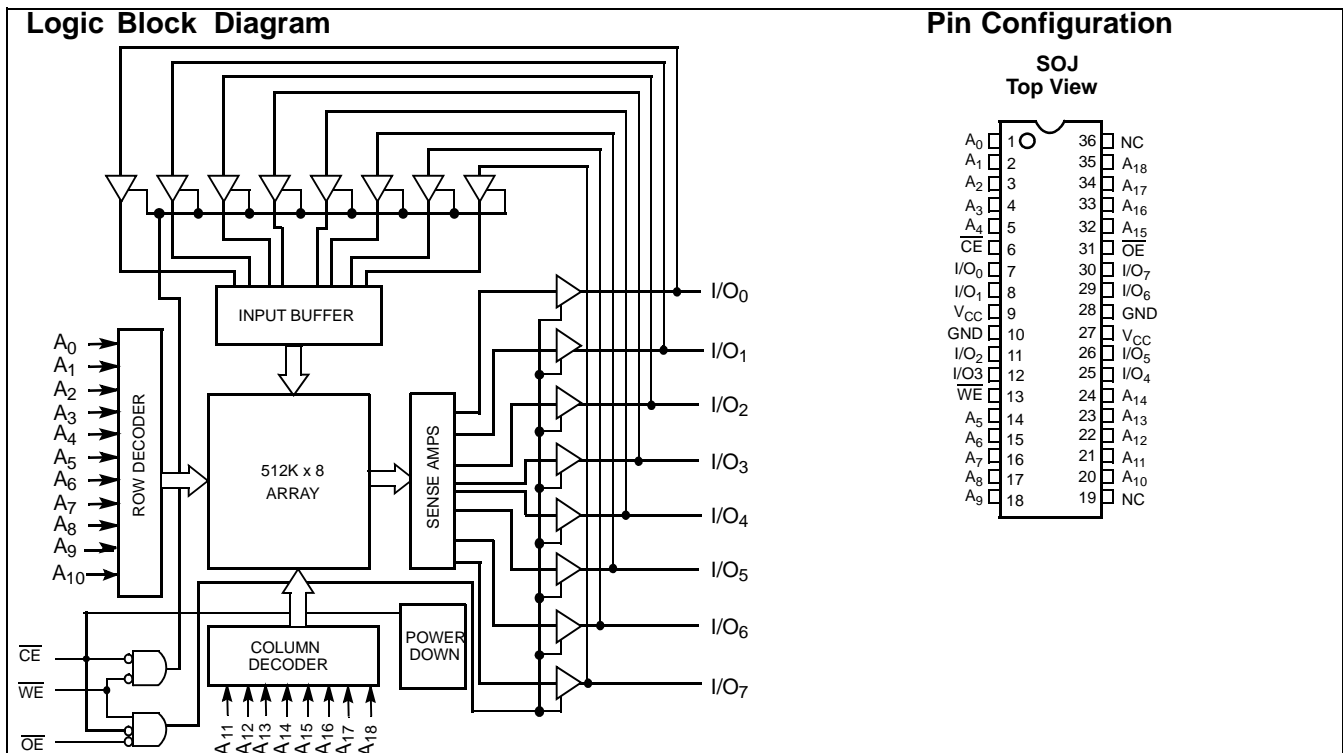 Logic Block Diagram
Pin Configuration
SOJ
Top View
INPUT BUFFER
A0
A1
A2
A3
A4
A5
A6
A7
A8
A9
A10
ROW DECODER
512K x 8
ARRAY
SENSE AMPS
I/O0
I/O1
I/O2
I/O3
I/O4
I/O5
I/O6
I/O7
COLUMN
DECODER
POWER
DOWN
CE
WE
OE
A11
A12
A13
A14
A15
A16
A17
A18
A0 1 36 NC
A1 2 35 A18
A2 3 34 A17
A3 4 33 A16
A4 5 32 A15
CE 6 31 OE
I/O0 7 30 I/O7
I/O1 8 29 I/O6
VCC 9 28 GND
GND 10 27 VCC
I/O2 11 26 I/O5
I/O3 12 25 I/O4
WE 13 24 A14
A5 14 23 A13
A6 15 22 A12
A7 16 21 A11
A8 17 20 A10
A9 18 19 NC